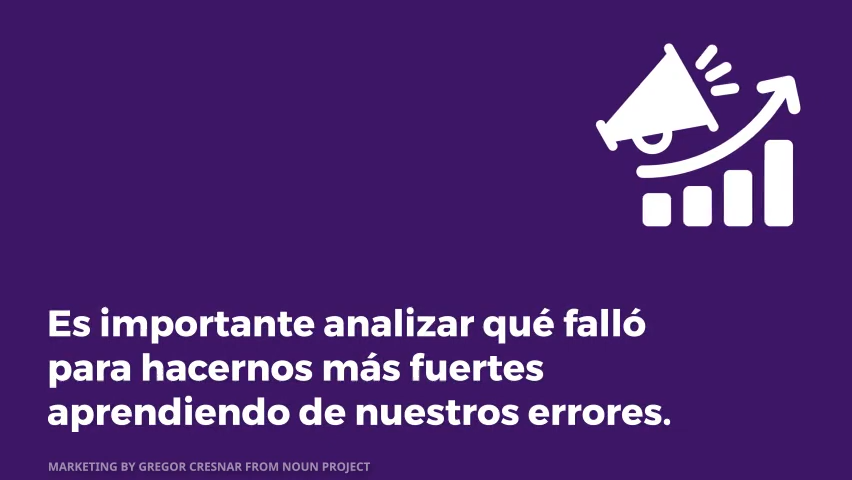 Es importante analizar qué falló
para hacernos más fuertes
aprendiendo de nuestros errores.
MARKETING BY GREGOR CRESNAR FROM NOUN PROJECT